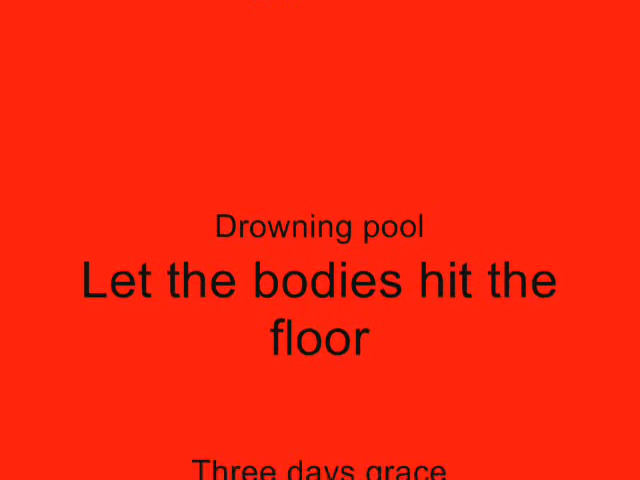 Drowning pool
Let the bodies hit the
floor
Three days grace